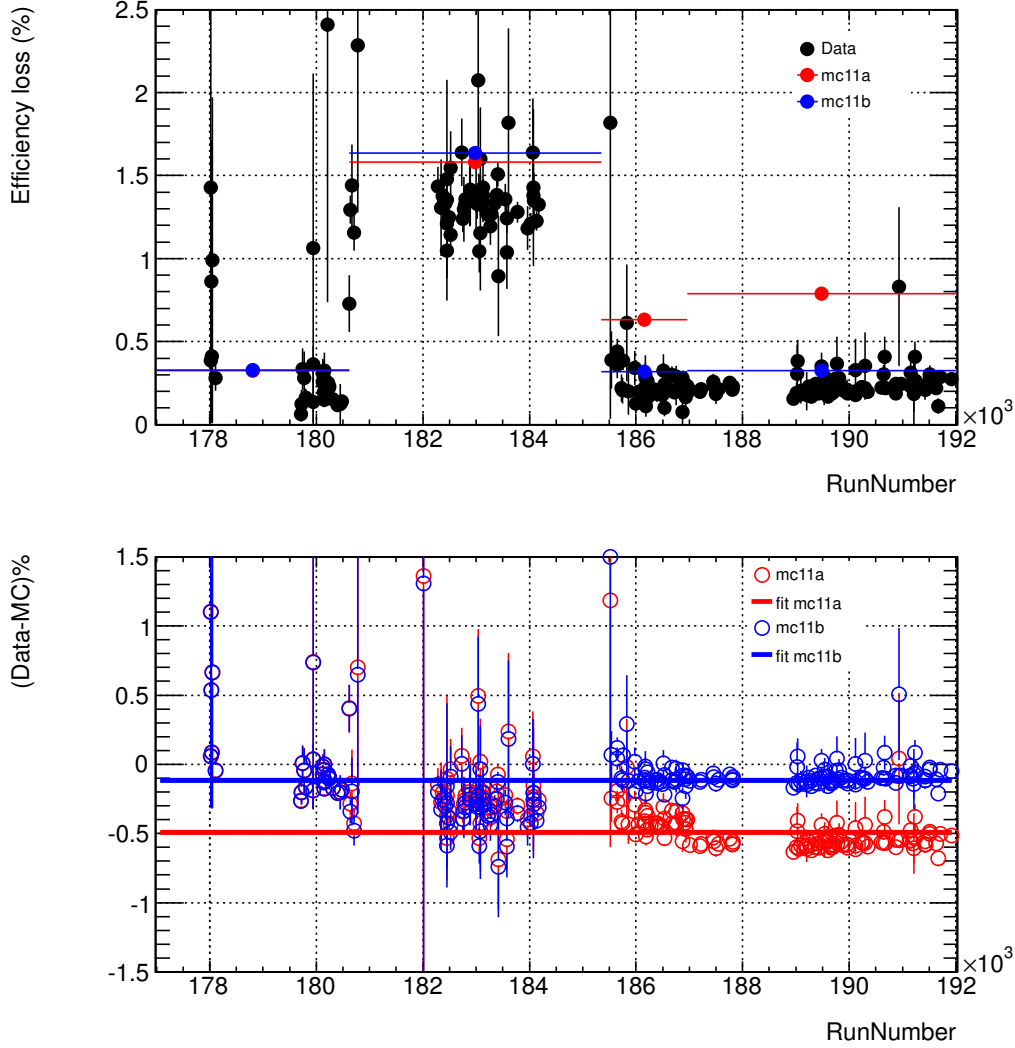 Efficiency loss (%)
2.5
2
1.5
1
0.5
0
Data
mc11a
mc11b
178 180 182 184 186 188 190 192
×10³
RunNumber
(Data-MC)%
1.5
1
0.5
0
-0.5
-1
-1.5
mc11a
fit mc11a
mc11b
fit mc11b
178 180 182 184 186 188 190 192
×10³
RunNumber